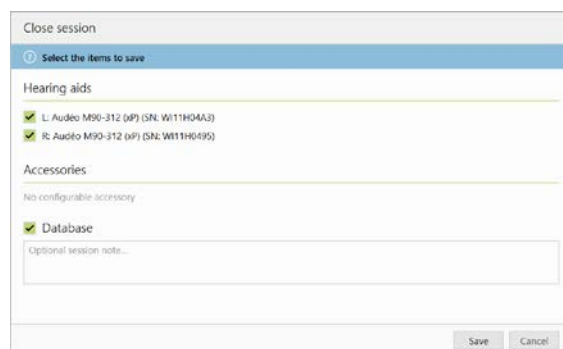 Close session
Select the items to save
Hearing aids
L: Audéo M90-312 (xP) (SN: WI11H04A3)
R: Audéo M90-312 (xP) (SN: WI11H0495)
Accessories
No configurable accessory
Database
Optional session note...
Save Cancel